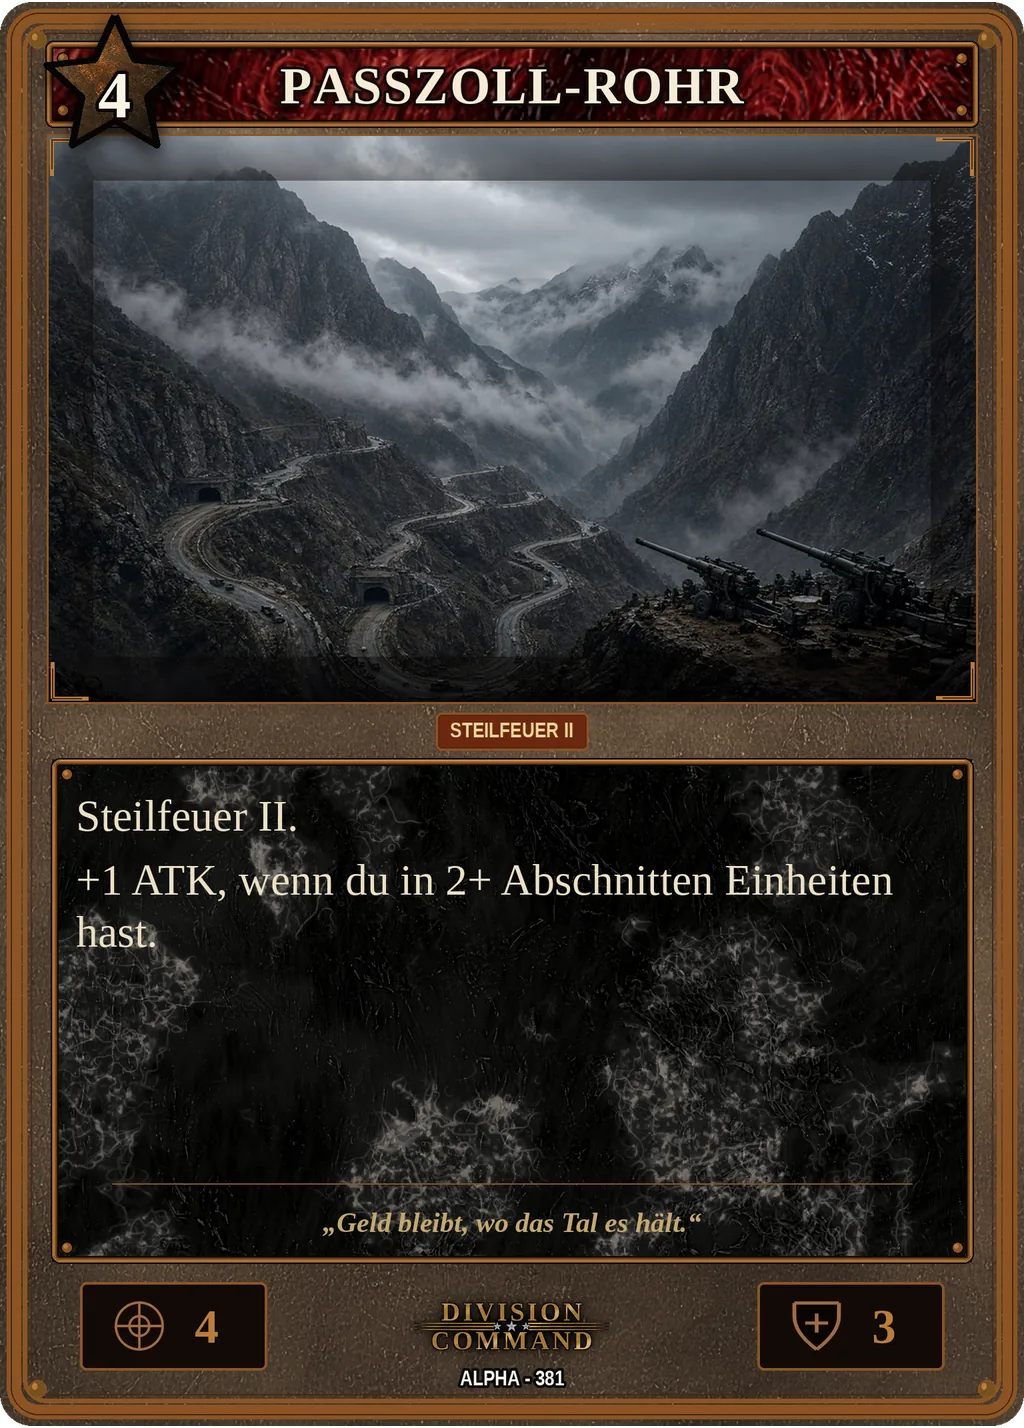 4
PASSZOLL-ROHR
STEILFEUER II
Steilfeuer II.
+1 ATK, wenn du in 2+ Abschnitten Einheiten
hast.
„Geld bleibt, wo das Tal es hält.“
4
DIVISION
COMMAND
3
ALPHA - 381